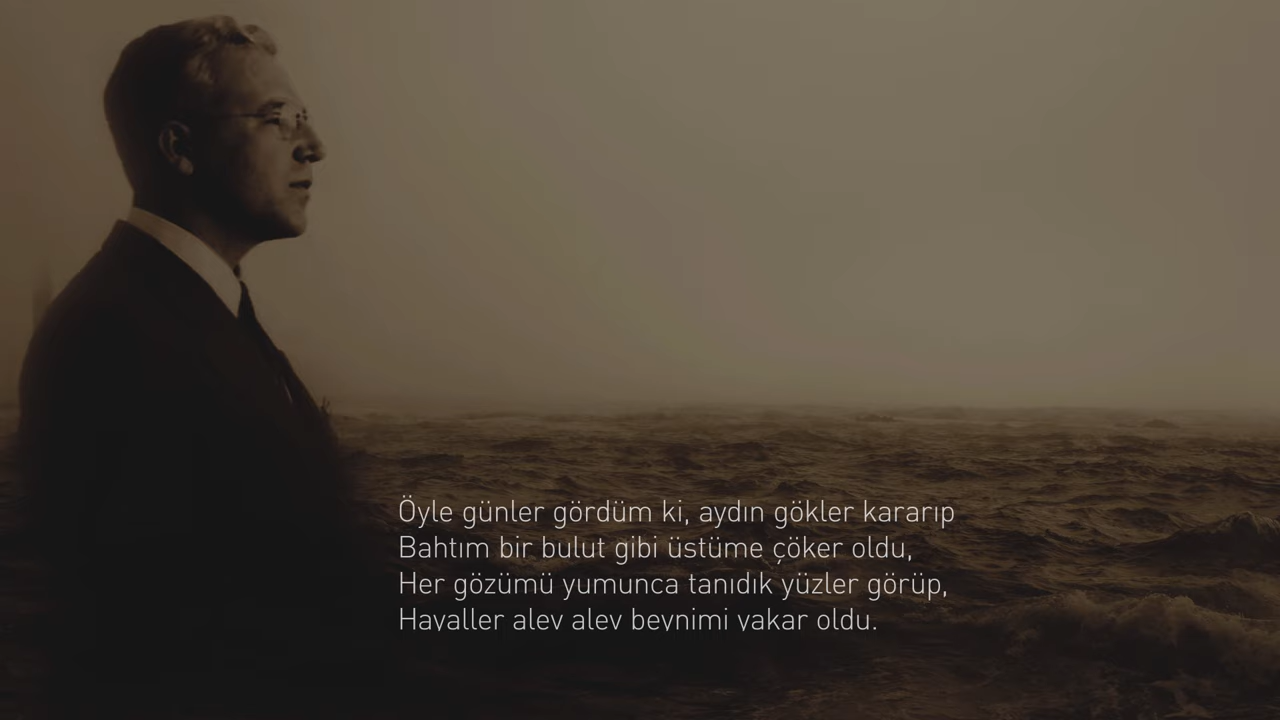 Öyle günler gördüm ki, aydın gökler kararıp
Bahtım bir bulut gibi üstüme çöker oldu,
Her gözümü yumunca tanıdık yüzler görüp,
Hayaller alev alev beynimi yakar oldu.